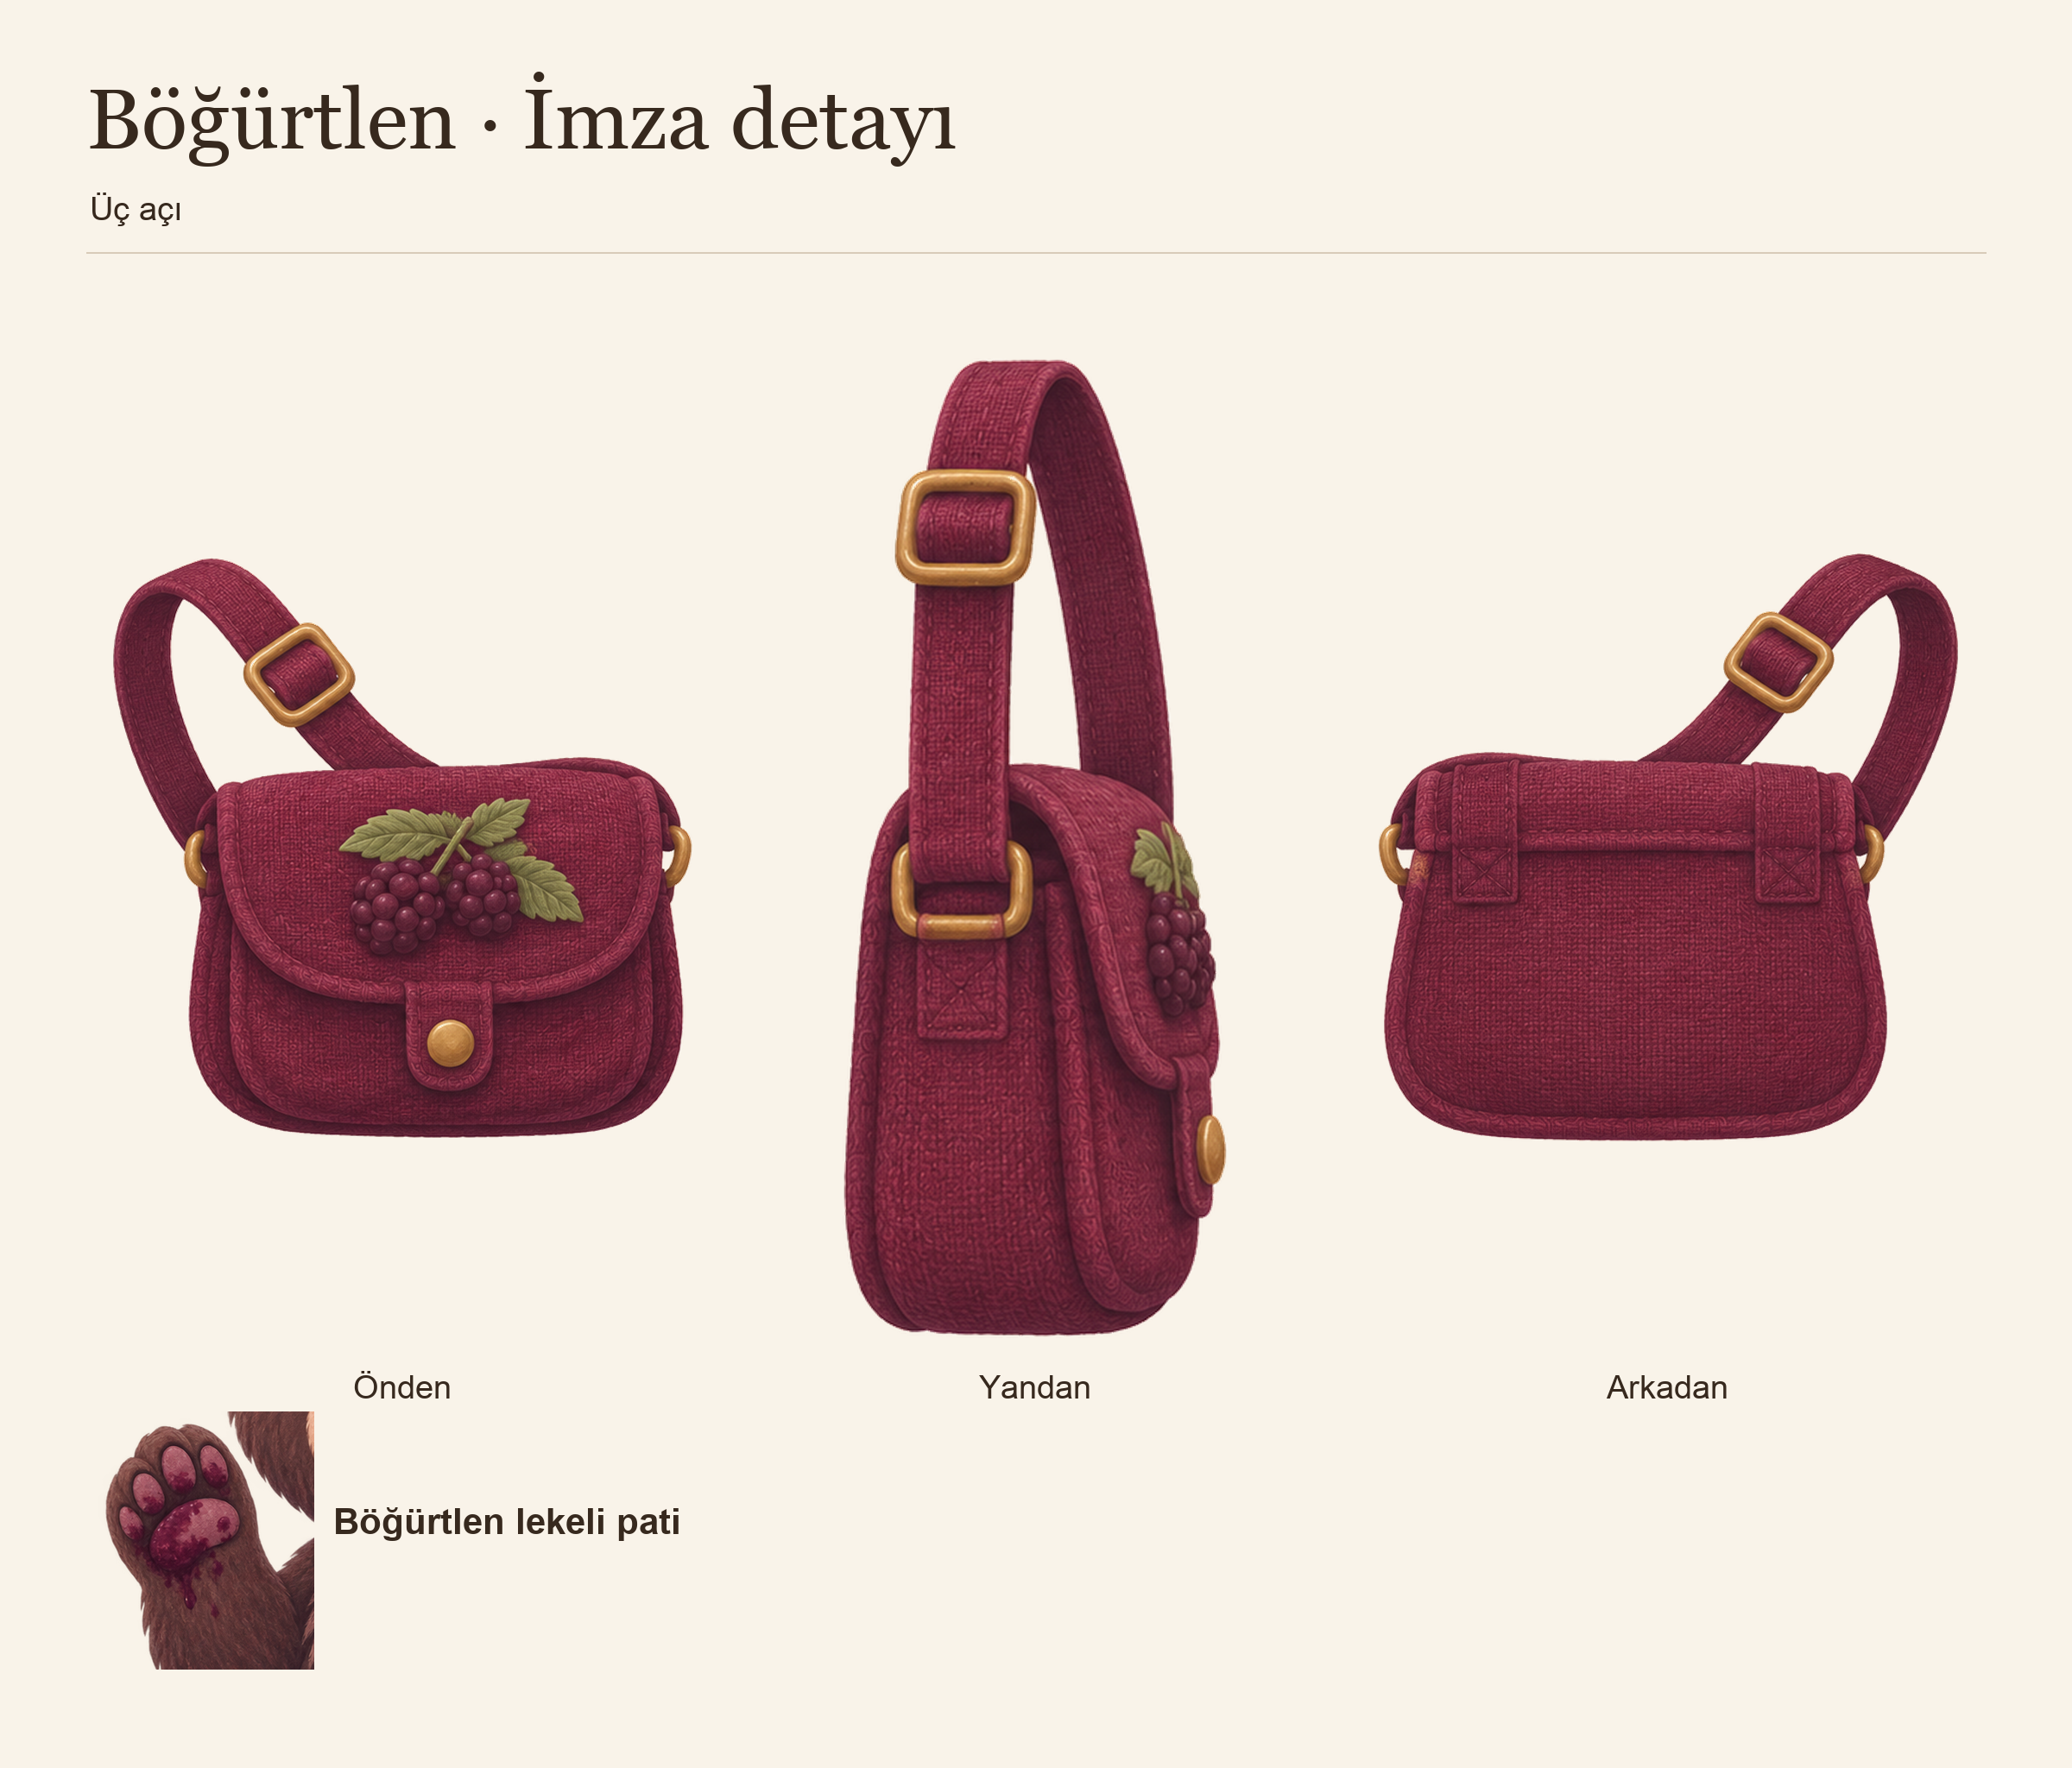 Böğürtlen · İmza detayı
Üç açı
Önden
Yandan
Arkadan
Böğürtlen lekeli pati